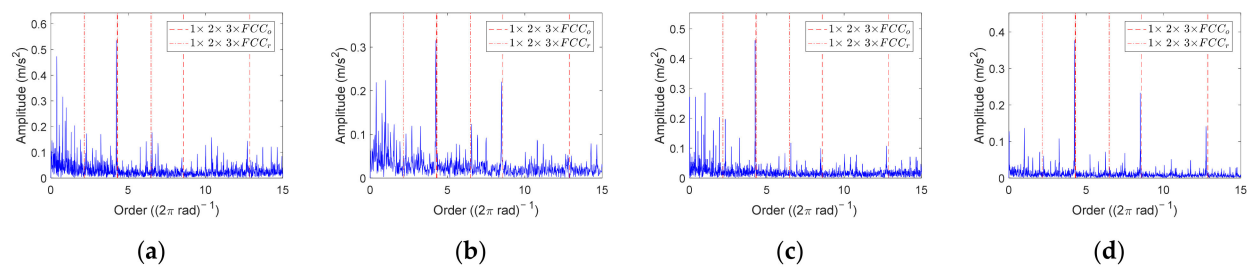 0.6
0.5
0.4
0.3
0.2
0.1
0
0 5 10 15
Amplitude (m/s²)
Order ((2π rad)⁻¹)
1× 2× 3×FCCₒ
1× 2× 3×FCCᵣ
(a)
0.3
0.2
0.1
0
0 5 10 15
Amplitude (m/s²)
Order ((2π rad)⁻¹)
1× 2× 3×FCCₒ
1× 2× 3×FCCᵣ
(b)
0.5
0.4
0.3
0.2
0.1
0
0 5 10 15
Amplitude (m/s²)
Order ((2π rad)⁻¹)
1× 2× 3×FCCₒ
1× 2× 3×FCCᵣ
(c)
0.4
0.3
0.2
0.1
0
0 5 10 15
Amplitude (m/s²)
Order ((2π rad)⁻¹)
1× 2× 3×FCCₒ
1× 2× 3×FCCᵣ
(d)